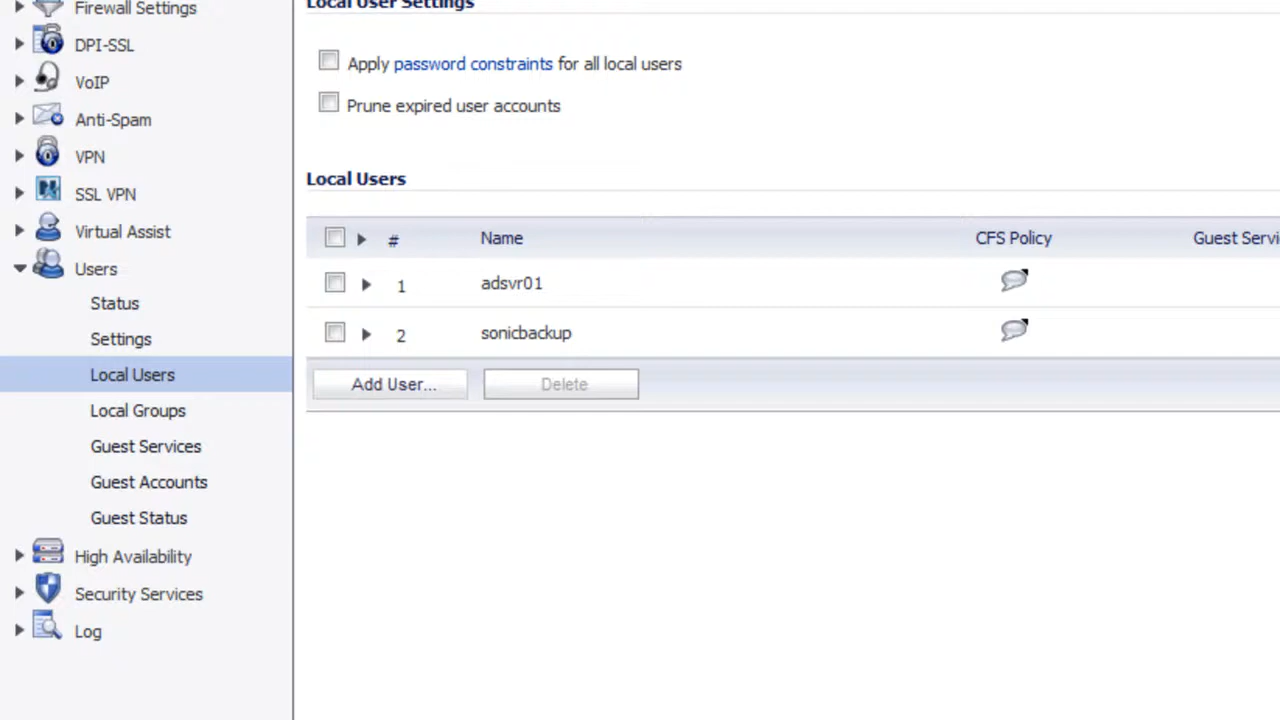 Firewall Settings
DPI-SSL
VoIP
Anti-Spam
VPN
SSL VPN
Virtual Assist
Users
Status
Settings
Local Users
Local Groups
Guest Services
Guest Accounts
Guest Status
High Availability
Security Services
Log
Local User Settings
Apply password constraints for all local users
Prune expired user accounts
Local Users
# Name CFS Policy Guest Servi
1 adsvr01
2 sonicbackup
Add User... Delete